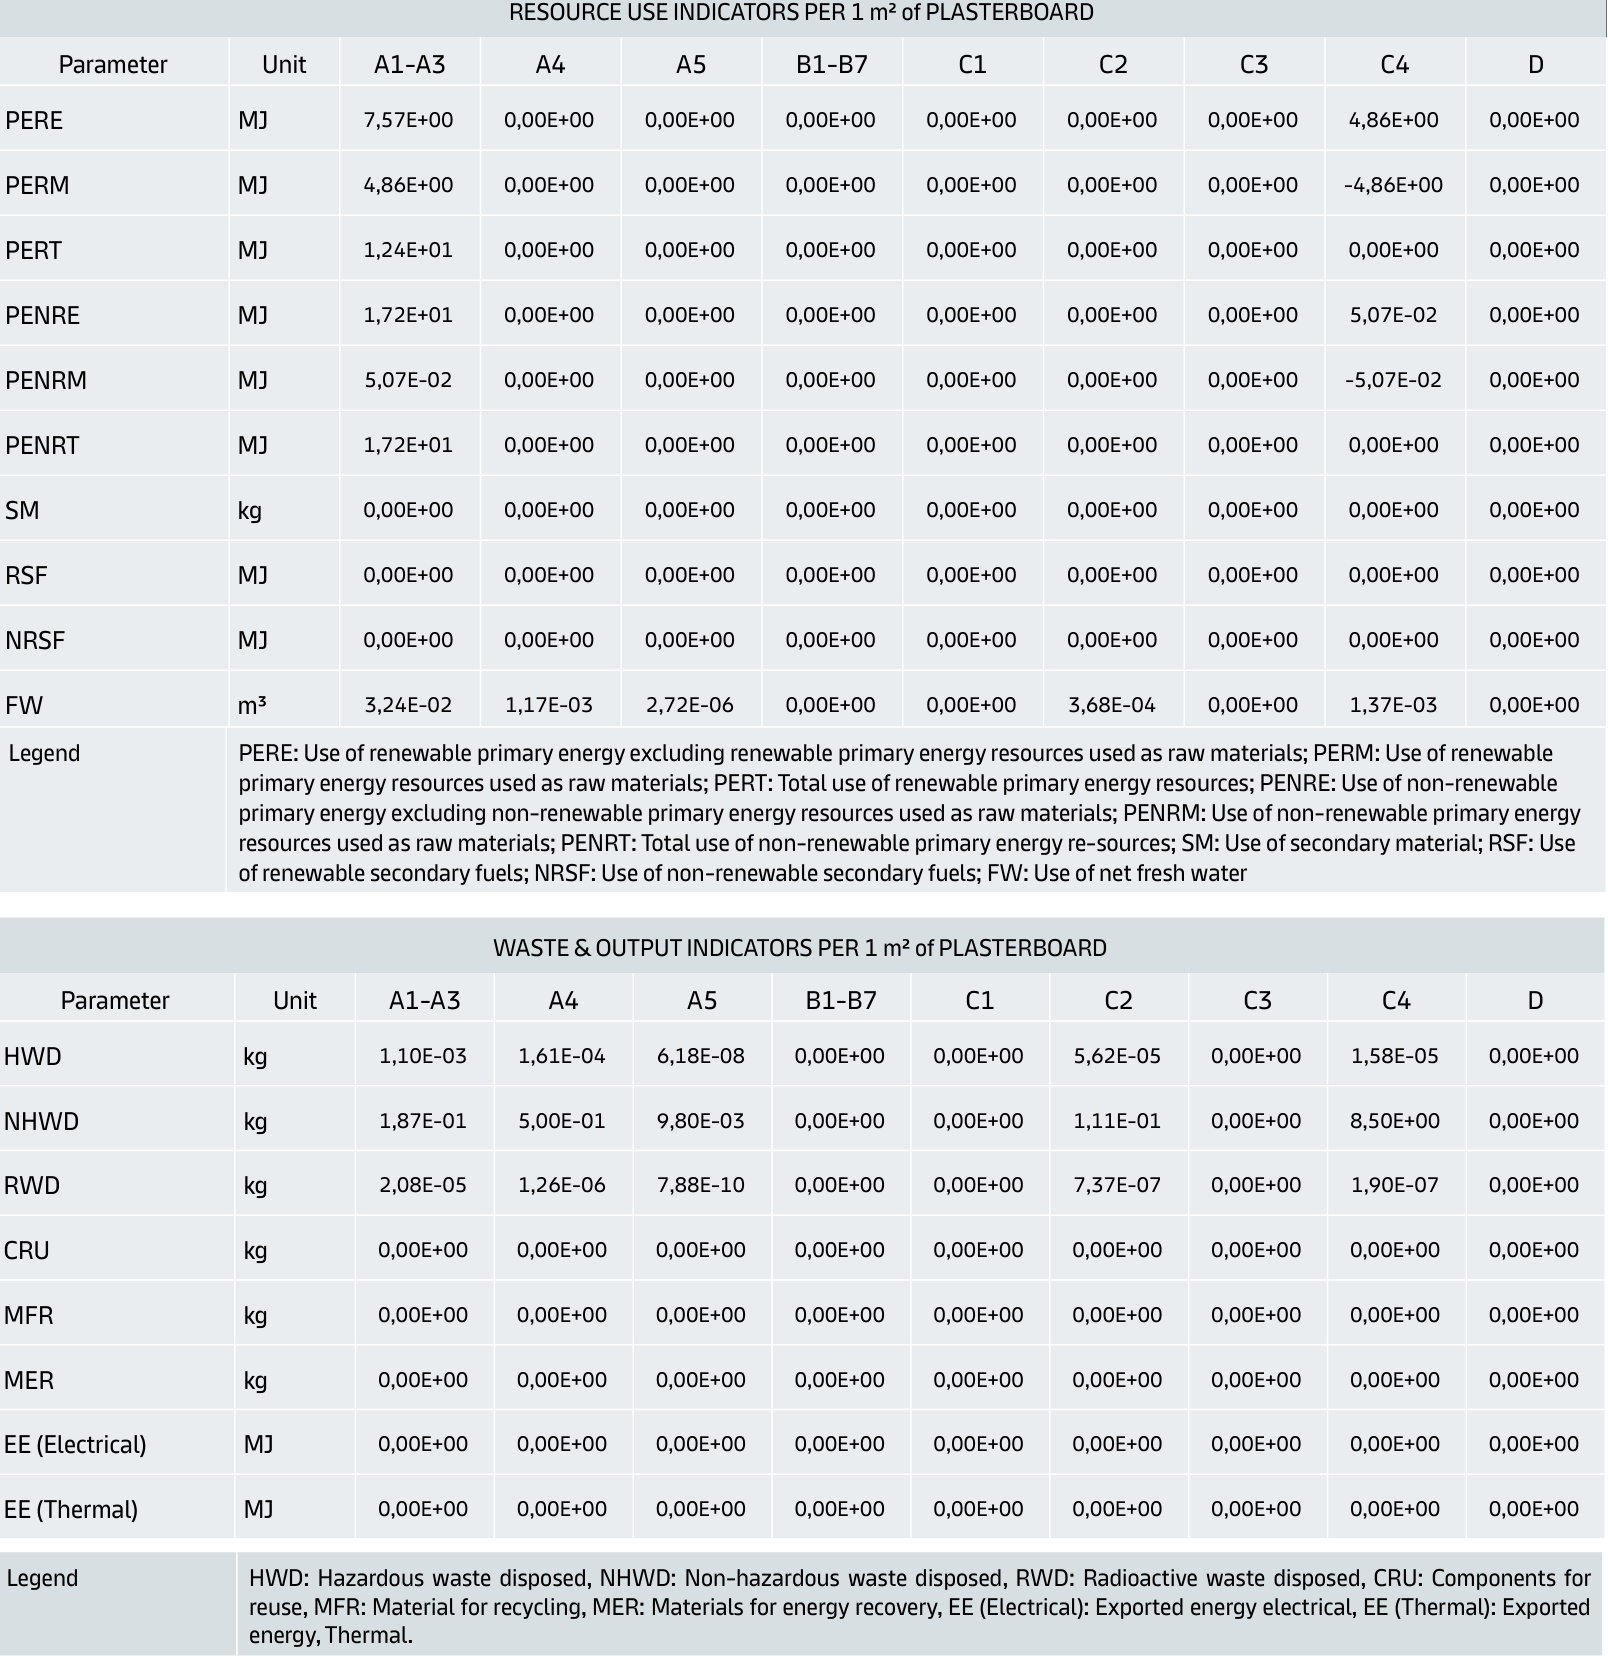 RESOURCE USE INDICATORS PER 1 m² of PLASTERBOARD
Parameter Unit A1-A3 A4 A5 B1-B7 C1 C2 C3 C4 D
PERE MJ 7,57E+00 0,00E+00 0,00E+00 0,00E+00 0,00E+00 0,00E+00 0,00E+00 4,86E+00 0,00E+00
PERM MJ 4,86E+00 0,00E+00 0,00E+00 0,00E+00 0,00E+00 0,00E+00 0,00E+00 -4,86E+00 0,00E+00
PERT MJ 1,24E+01 0,00E+00 0,00E+00 0,00E+00 0,00E+00 0,00E+00 0,00E+00 0,00E+00 0,00E+00
PENRE MJ 1,72E+01 0,00E+00 0,00E+00 0,00E+00 0,00E+00 0,00E+00 0,00E+00 5,07E-02 0,00E+00
PENRM MJ 5,07E-02 0,00E+00 0,00E+00 0,00E+00 0,00E+00 0,00E+00 0,00E+00 -5,07E-02 0,00E+00
PENRT MJ 1,72E+01 0,00E+00 0,00E+00 0,00E+00 0,00E+00 0,00E+00 0,00E+00 0,00E+00 0,00E+00
SM kg 0,00E+00 0,00E+00 0,00E+00 0,00E+00 0,00E+00 0,00E+00 0,00E+00 0,00E+00 0,00E+00
RSF MJ 0,00E+00 0,00E+00 0,00E+00 0,00E+00 0,00E+00 0,00E+00 0,00E+00 0,00E+00 0,00E+00
NRSF MJ 0,00E+00 0,00E+00 0,00E+00 0,00E+00 0,00E+00 0,00E+00 0,00E+00 0,00E+00 0,00E+00
FW m³ 3,24E-02 1,17E-03 2,72E-06 0,00E+00 0,00E+00 3,68E-04 0,00E+00 1,37E-03 0,00E+00
Legend PERE: Use of renewable primary energy excluding renewable primary energy resources used as raw materials; PERM: Use of renewable
primary energy resources used as raw materials; PERT: Total use of renewable primary energy resources; PENRE: Use of non-renewable
primary energy excluding non-renewable primary energy resources used as raw materials; PENRM: Use of non-renewable primary energy
resources used as raw materials; PENRT: Total use of non-renewable primary energy re-sources; SM: Use of secondary material; RSF: Use
of renewable secondary fuels; NRSF: Use of non-renewable secondary fuels; FW: Use of net fresh water
WASTE & OUTPUT INDICATORS PER 1 m² of PLASTERBOARD
Parameter Unit A1-A3 A4 A5 B1-B7 C1 C2 C3 C4 D
HWD kg 1,10E-03 1,61E-04 6,18E-08 0,00E+00 0,00E+00 5,62E-05 0,00E+00 1,58E-05 0,00E+00
NHWD kg 1,87E-01 5,00E-01 9,80E-03 0,00E+00 0,00E+00 1,11E-01 0,00E+00 8,50E+00 0,00E+00
RWD kg 2,08E-05 1,26E-06 7,88E-10 0,00E+00 0,00E+00 7,37E-07 0,00E+00 1,90E-07 0,00E+00
CRU kg 0,00E+00 0,00E+00 0,00E+00 0,00E+00 0,00E+00 0,00E+00 0,00E+00 0,00E+00 0,00E+00
MFR kg 0,00E+00 0,00E+00 0,00E+00 0,00E+00 0,00E+00 0,00E+00 0,00E+00 0,00E+00 0,00E+00
MER kg 0,00E+00 0,00E+00 0,00E+00 0,00E+00 0,00E+00 0,00E+00 0,00E+00 0,00E+00 0,00E+00
EE (Electrical) MJ 0,00E+00 0,00E+00 0,00E+00 0,00E+00 0,00E+00 0,00E+00 0,00E+00 0,00E+00 0,00E+00
EE (Thermal) MJ 0,00E+00 0,00E+00 0,00E+00 0,00E+00 0,00E+00 0,00E+00 0,00E+00 0,00E+00 0,00E+00
Legend HWD: Hazardous waste disposed, NHWD: Non-hazardous waste disposed, RWD: Radioactive waste disposed, CRU: Components for
reuse, MFR: Material for recycling, MER: Materials for energy recovery, EE (Electrical): Exported energy electrical, EE (Thermal): Exported
energy, Thermal.